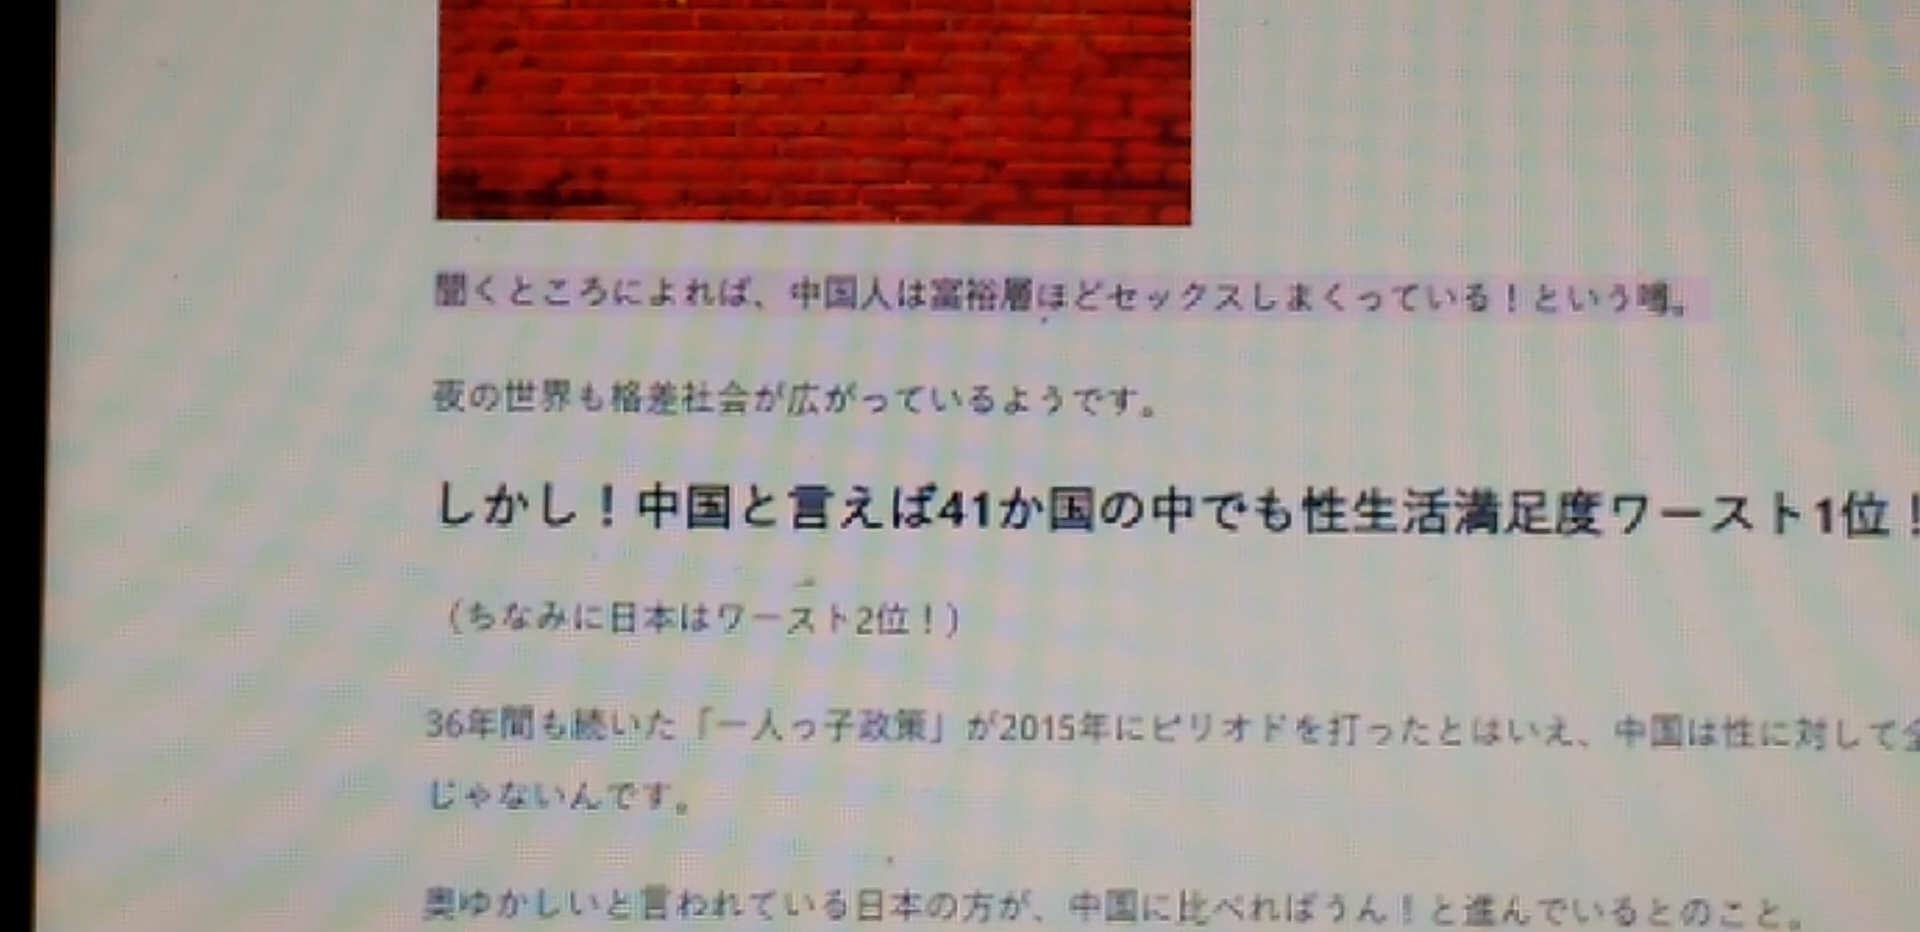 聞くところによれば、中国人は富裕層ほどセックスしまくっている！という噂。
夜の世界も格差社会が広がっているようです。
しかし！中国と言えば41か国の中でも性生活満足度ワースト1位！
（ちなみに日本はワースト2位！）
36年間も続いた「一人っ子政策」が2015年にピリオドを打ったとはいえ、中国は性に対して全
じゃないんです。
奥ゆかしいと言われている日本の方が、中国に比べればうん！と進んでいるとのこと。